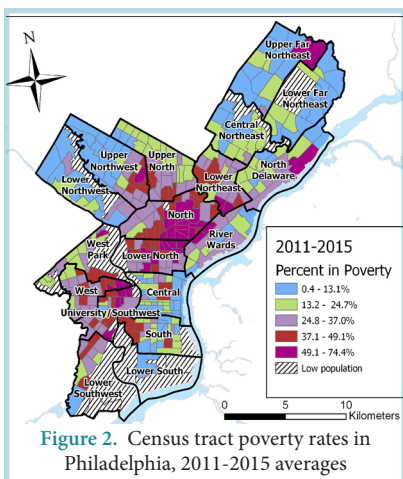 N
Upper Far
Northeast
Lower Far
Northeast
Central
Northeast
Upper
Northwest
Upper
North
Lower
Northeast
North
Delaware
Lower
Northwest
North
River
Wards
West
Park
Lower North
West
Central
University/Southwest
South
Lower South
Lower
Southwest
2011-2015
Percent in Poverty
0.4 - 13.1%
13.2 - 24.7%
24.8 - 37.0%
37.1 - 49.1%
49.1 - 74.4%
Low population
0 5 10
Kilometers
Figure 2. Census tract poverty rates in
Philadelphia, 2011-2015 averages